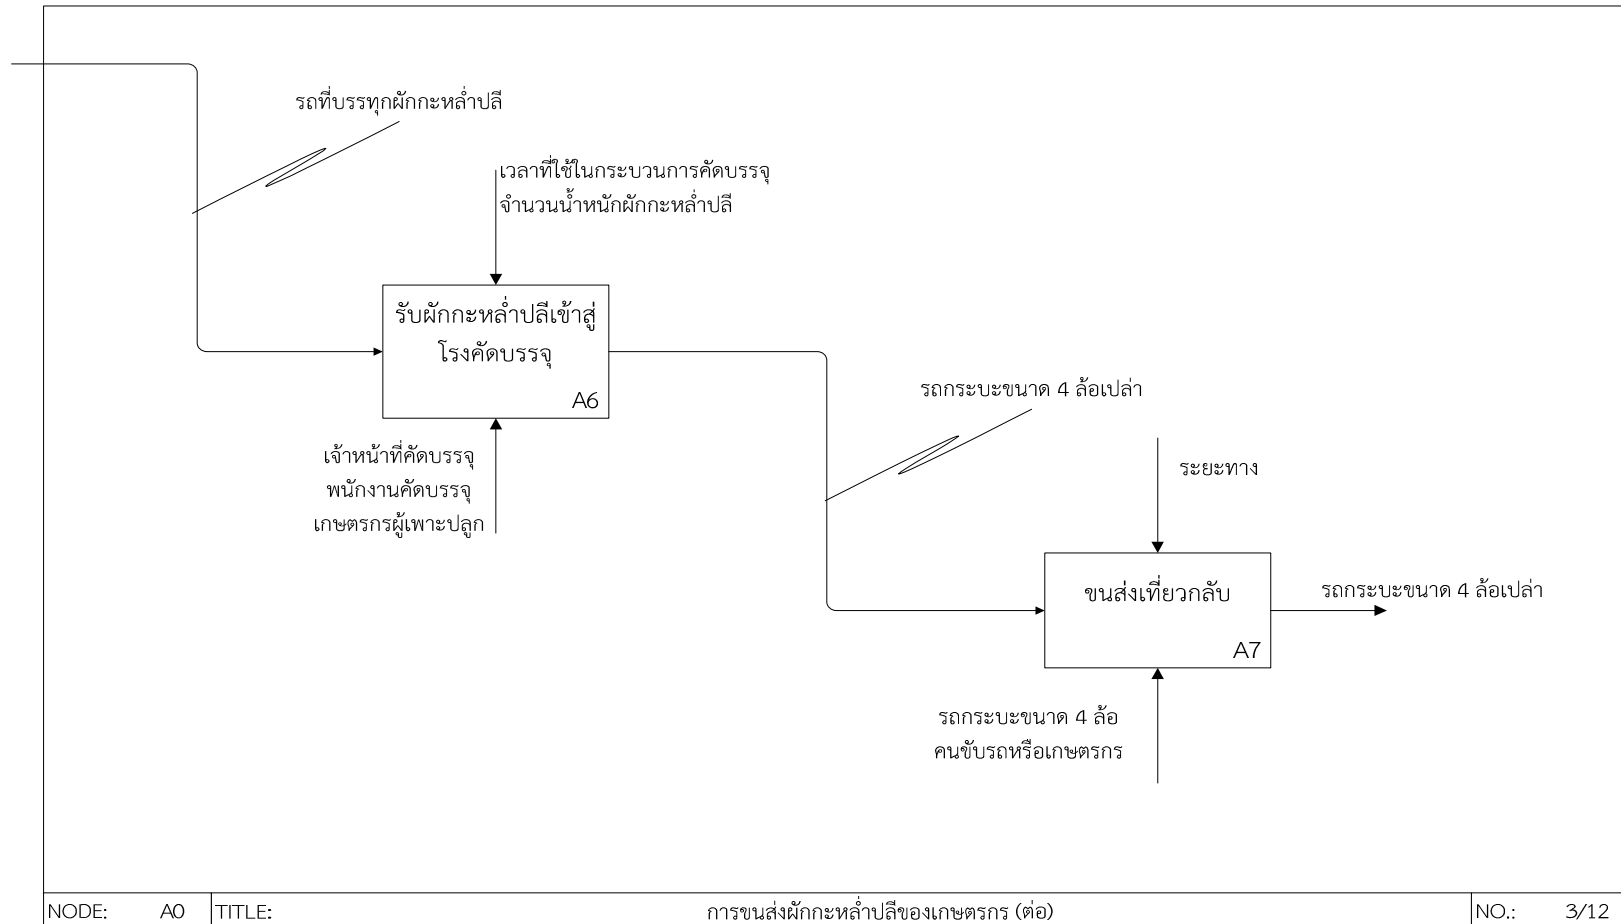 รถที่บรรทุกผักกะหล่ำปลี
เวลาที่ใช้ในกระบวนการคัดบรรจุ
จำนวนน้ำหนักผักกะหล่ำปลี
รับผักกะหล่ำปลีเข้าสู่
โรงคัดบรรจุ
A6
รถกระบะขนาด 4 ล้อเปล่า
เจ้าหน้าที่คัดบรรจุ
พนักงานคัดบรรจุ
เกษตรกรผู้เพาะปลูก
ระยะทาง
ขนส่งเที่ยวกลับ
A7
รถกระบะขนาด 4 ล้อเปล่า
รถกระบะขนาด 4 ล้อ
คนขับรถหรือเกษตรกร
NODE: A0 TITLE: การขนส่งผักกะหล่ำปลีของเกษตรกร (ต่อ) NO.: 3/12